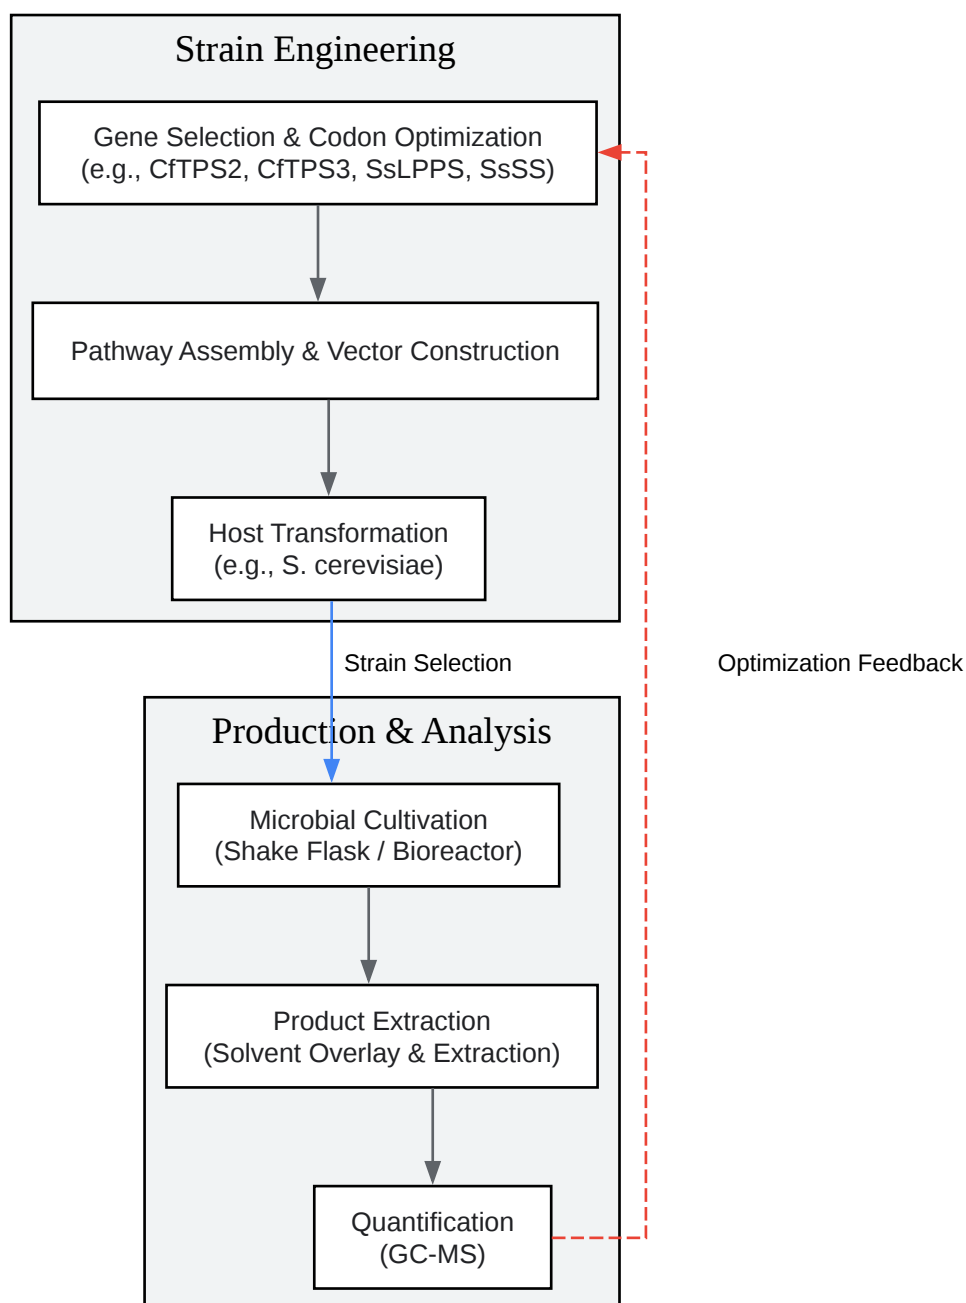 Strain Engineering
Gene Selection & Codon Optimization
(e.g., CfTPS2, CfTPS3, SsLPPS, SsSS)
Pathway Assembly & Vector Construction
Host Transformation
(e.g., S. cerevisiae)
Strain Selection
Optimization Feedback
Production & Analysis
Microbial Cultivation
(Shake Flask / Bioreactor)
Product Extraction
(Solvent Overlay & Extraction)
Quantification
(GC-MS)